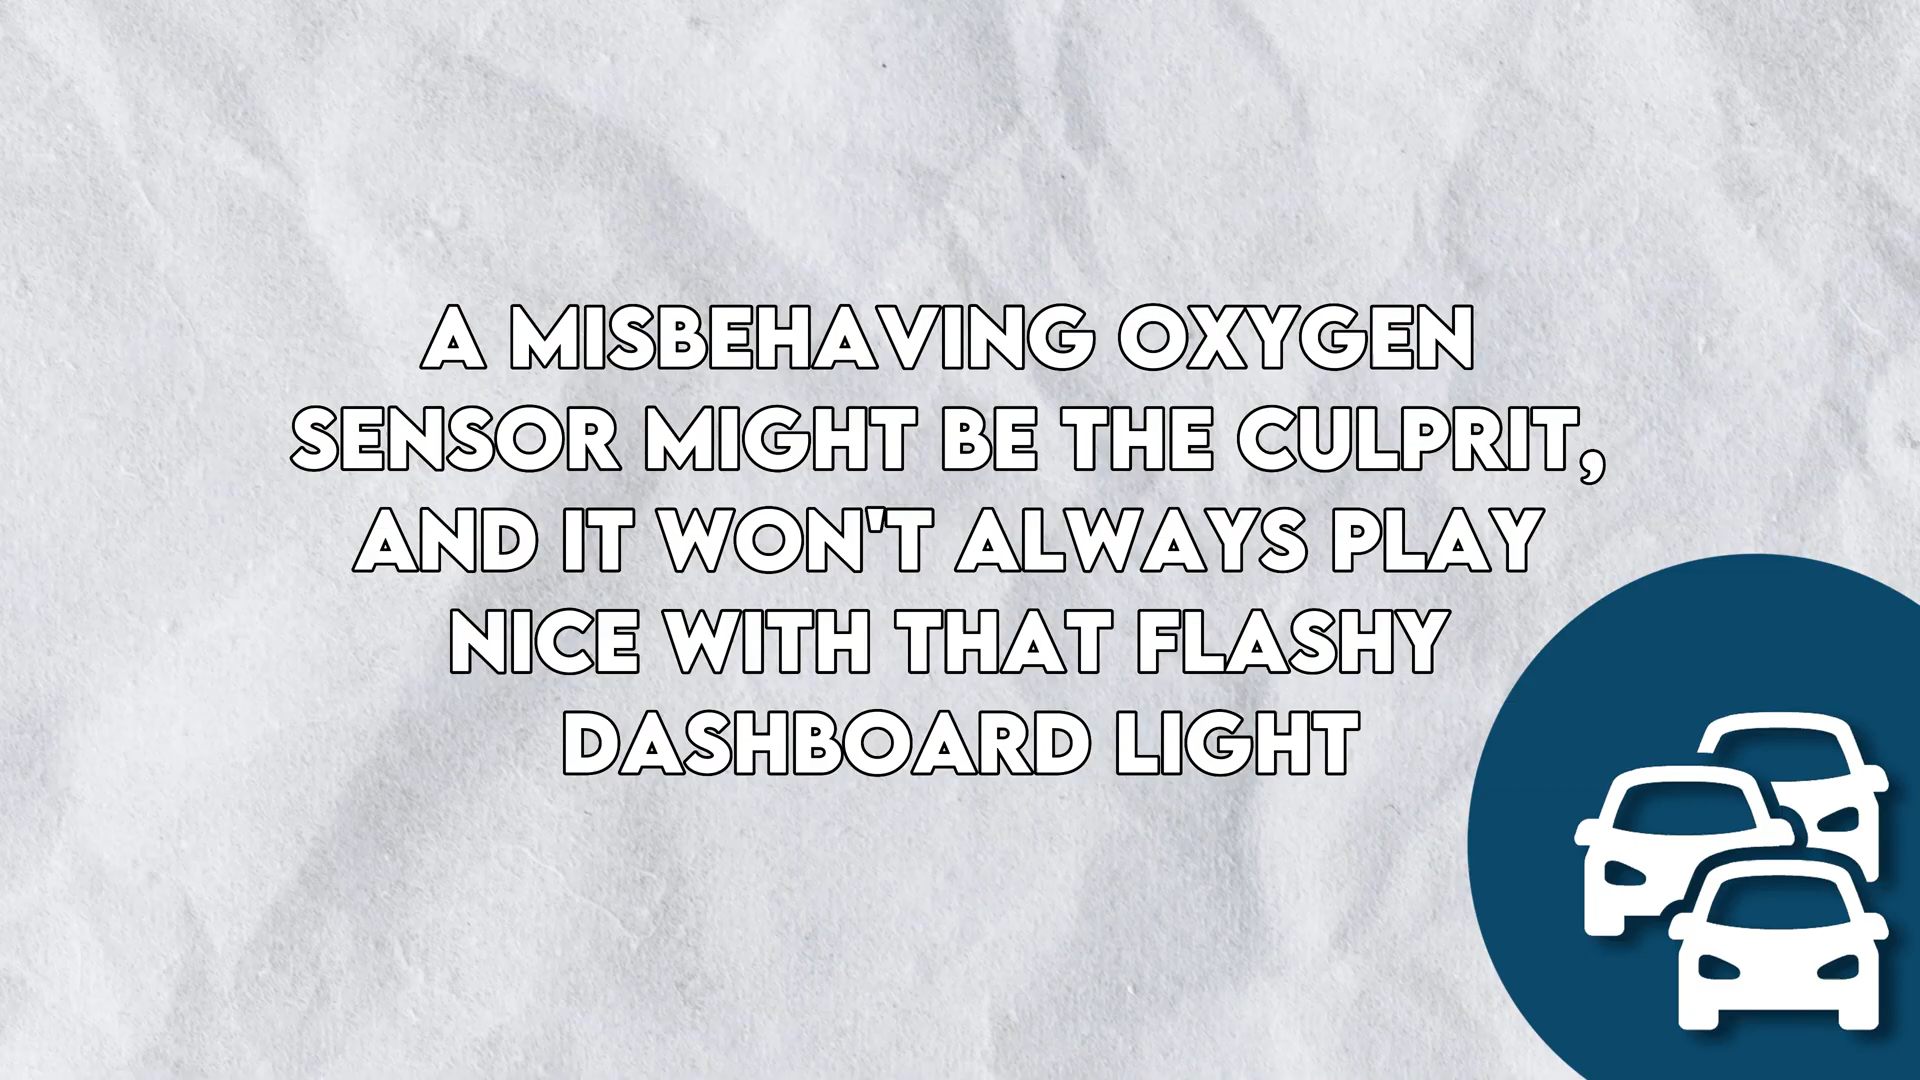 A MISBEHAVING OXYGEN
SENSOR MIGHT BE THE CULPRIT,
AND IT WON'T ALWAYS PLAY
NICE WITH THAT FLASHY
DASHBOARD LIGHT